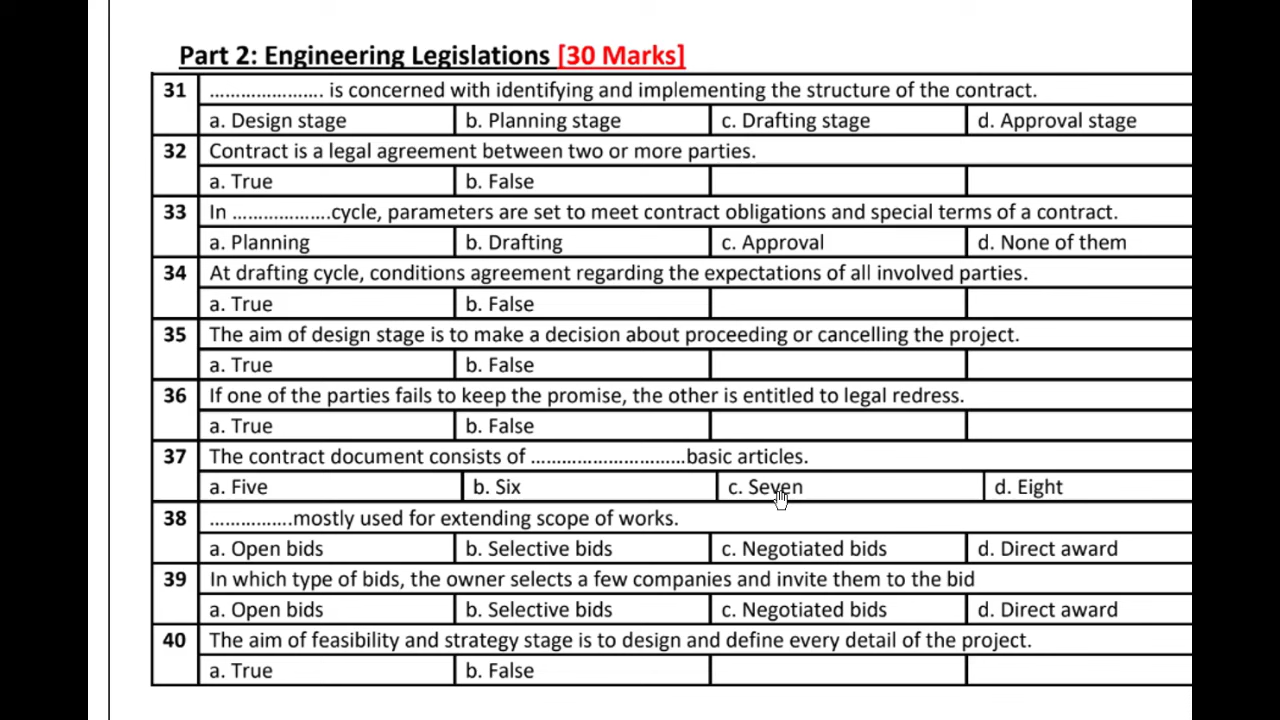 Part 2: Engineering Legislations [30 Marks]
31 …………………. is concerned with identifying and implementing the structure of the contract.
a. Design stage b. Planning stage c. Drafting stage d. Approval stage
32 Contract is a legal agreement between two or more parties.
a. True b. False
33 In ……………….cycle, parameters are set to meet contract obligations and special terms of a contract.
a. Planning b. Drafting c. Approval d. None of them
34 At drafting cycle, conditions agreement regarding the expectations of all involved parties.
a. True b. False
35 The aim of design stage is to make a decision about proceeding or cancelling the project.
a. True b. False
36 If one of the parties fails to keep the promise, the other is entitled to legal redress.
a. True b. False
37 The contract document consists of ………………………..basic articles.
a. Five b. Six c. Seven d. Eight
38 …………….mostly used for extending scope of works.
a. Open bids b. Selective bids c. Negotiated bids d. Direct award
39 In which type of bids, the owner selects a few companies and invite them to the bid
a. Open bids b. Selective bids c. Negotiated bids d. Direct award
40 The aim of feasibility and strategy stage is to design and define every detail of the project.
a. True b. False